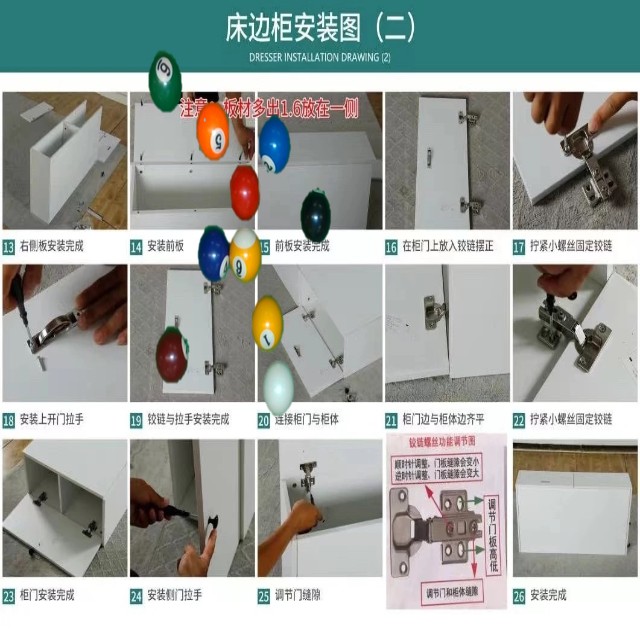 床边柜安装图（二）
DRESSER INSTALLATION DRAWING (2)
注意 板材多出1.6放在一侧
13 右侧板安装完成
14 安装前板
15 前板安装完成
16 在柜门上放入铰链摆正
17 拧紧小螺丝固定铰链
18 安装上开门拉手
19 铰链与拉手安装完成
20 连接柜门与柜体
21 柜门边与柜体边齐平
22 拧紧小螺丝固定铰链
铰链螺丝功能调节图
顺时针调整，门板缝隙会变小
逆时针调整，门板缝隙会变大
调节门板高低
调节门和柜体缝隙
23 柜门安装完成
24 安装侧门拉手
25 调节门缝隙
26 安装完成
6
5
2
9
1